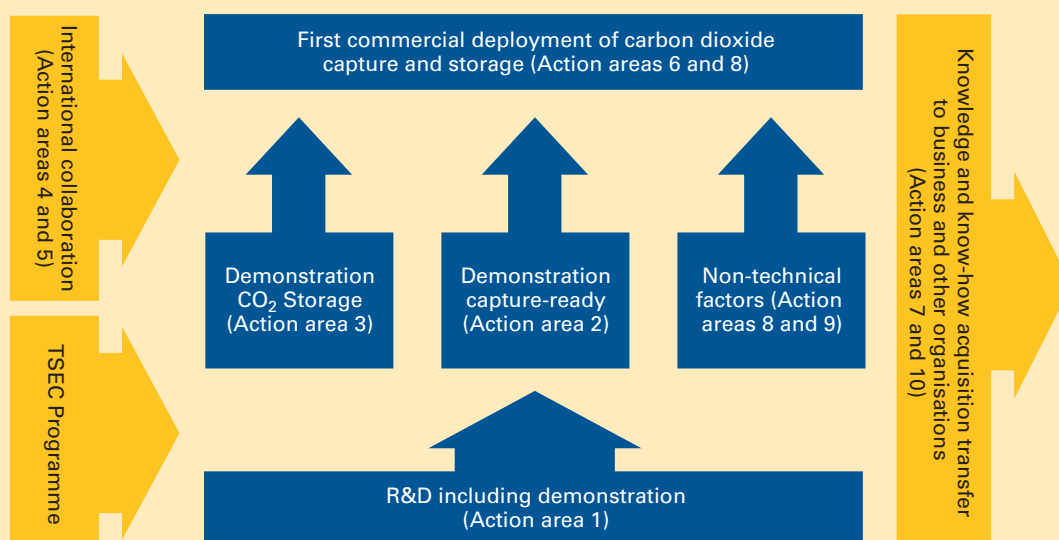 International collaboration
(Action areas 4 and 5)
TSEC Programme
First commercial deployment of carbon dioxide
capture and storage (Action areas 6 and 8)
Demonstration
CO₂ Storage
(Action area 3)
Demonstration
capture-ready
(Action area 2)
Non-technical
factors (Action
areas 8 and 9)
R&D including demonstration
(Action area 1)
Knowledge and know-how acquisition transfer
to business and other organisations
(Action areas 7 and 10)